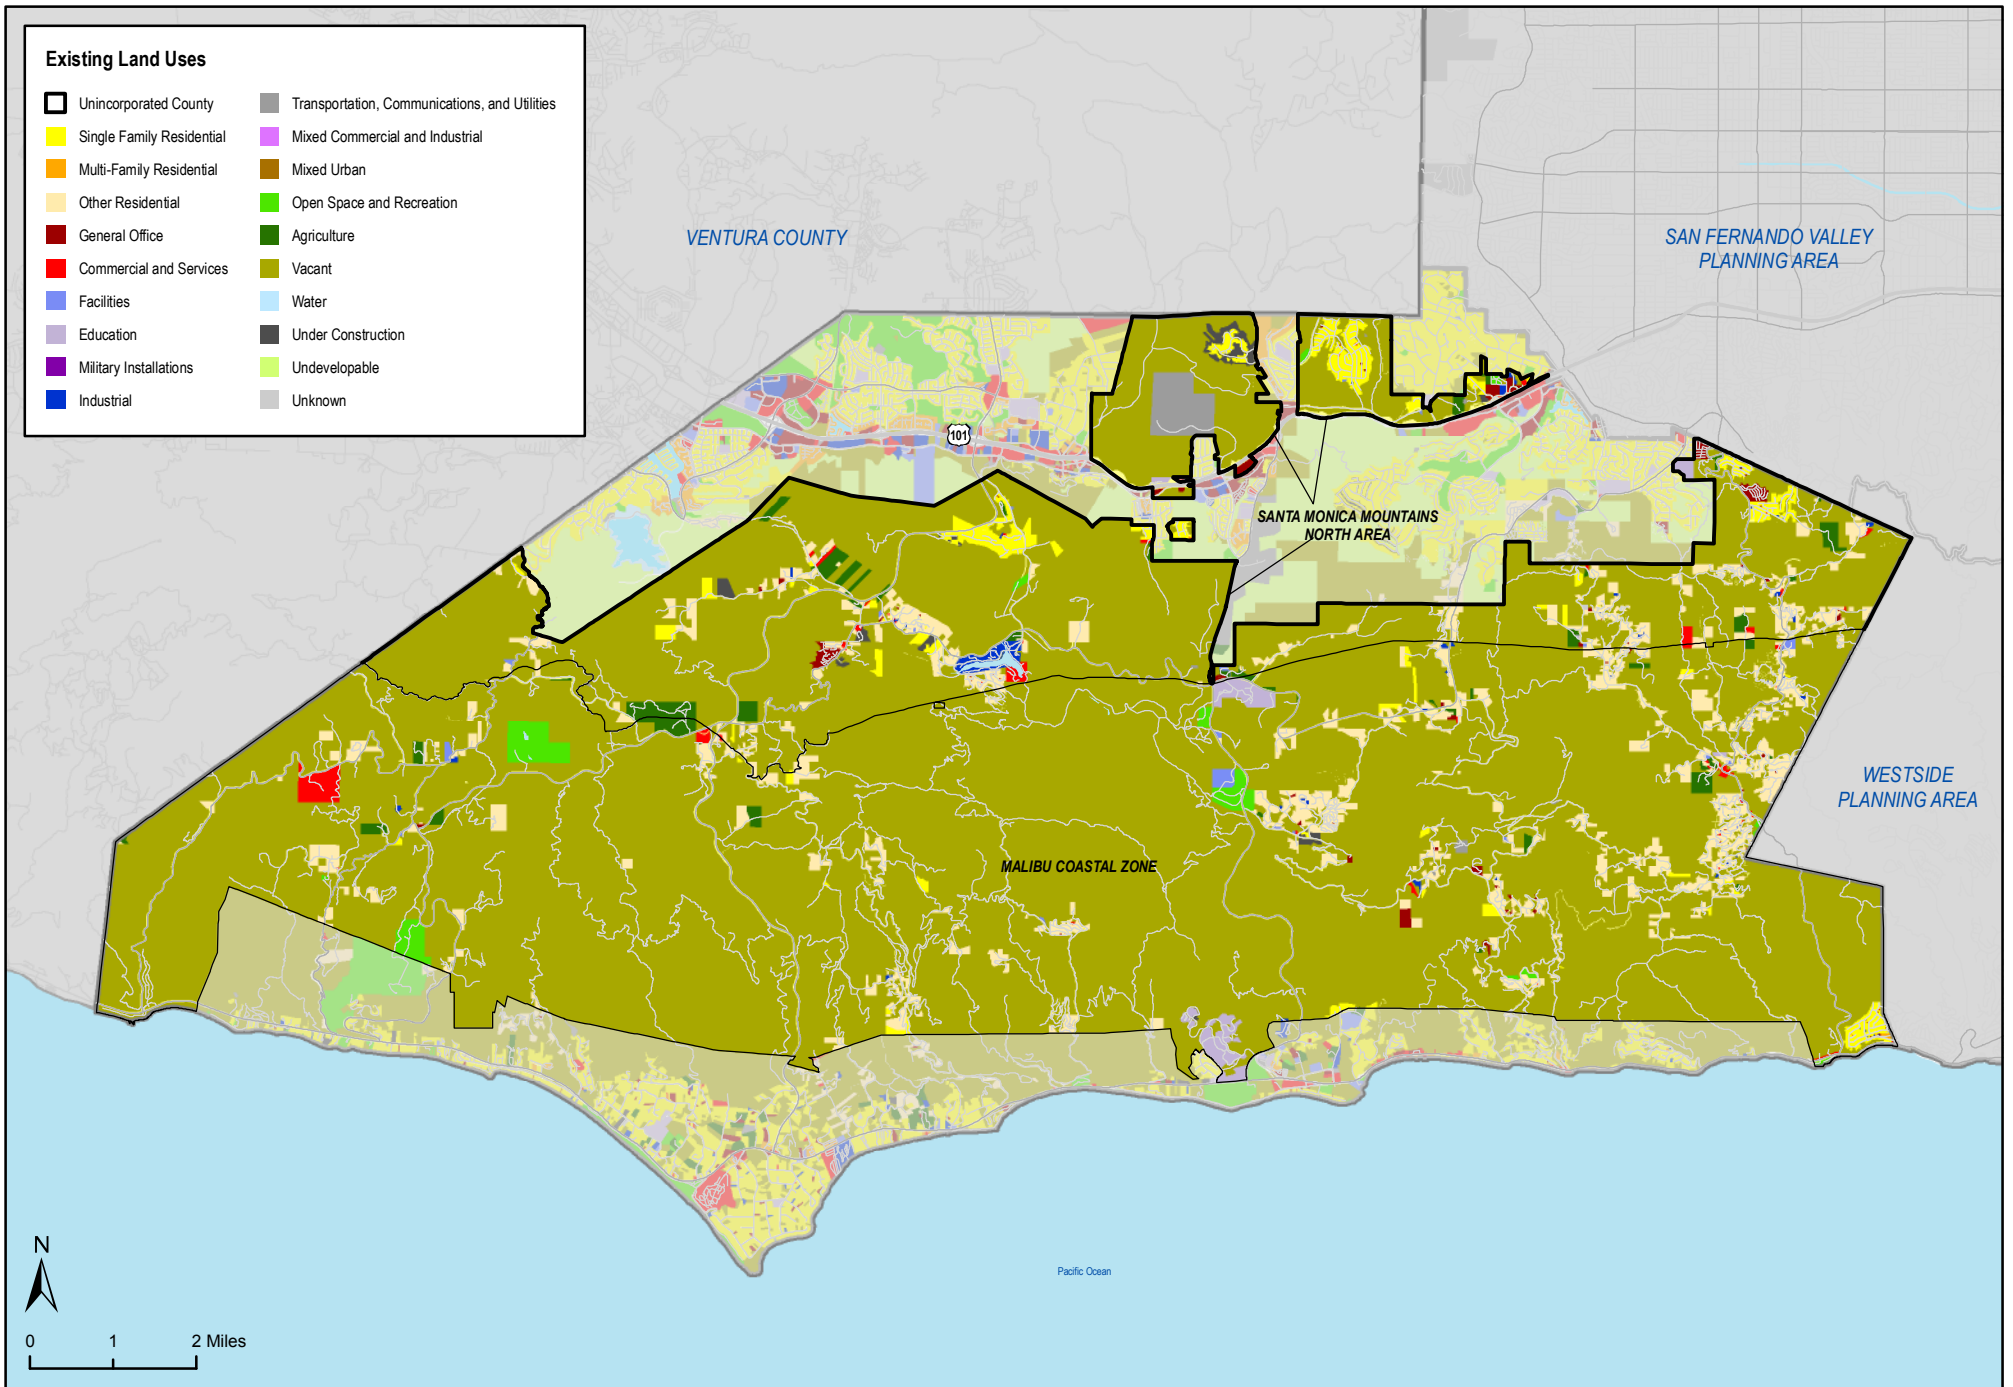 Existing Land Uses
Unincorporated County
Single Family Residential
Multi-Family Residential
Other Residential
General Office
Commercial and Services
Facilities
Education
Military Installations
Industrial
Transportation, Communications, and Utilities
Mixed Commercial and Industrial
Mixed Urban
Open Space and Recreation
Agriculture
Vacant
Water
Under Construction
Undevelopable
Unknown
VENTURA COUNTY
SAN FERNANDO VALLEY
PLANNING AREA
101
SANTA MONICA MOUNTAINS
NORTH AREA
WESTSIDE
PLANNING AREA
MALIBU COASTAL ZONE
Pacific Ocean
N
0 1 2 Miles